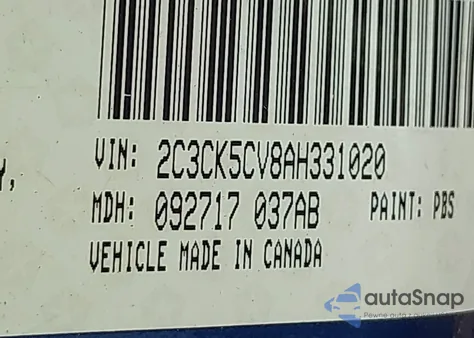 Y,
VIN: 2C3CK5CV8AH331020
MDH: 092717 037AB PAINT: PBS
VEHICLE MADE IN CANADA
autaSnap